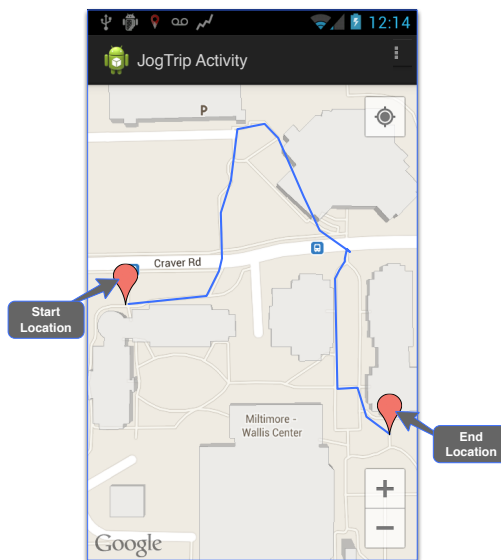 12:14
JogTrip Activity
P
Craver Rd
Start
Location
Miltimore -
Wallis Center
End
Location
+
−
Google